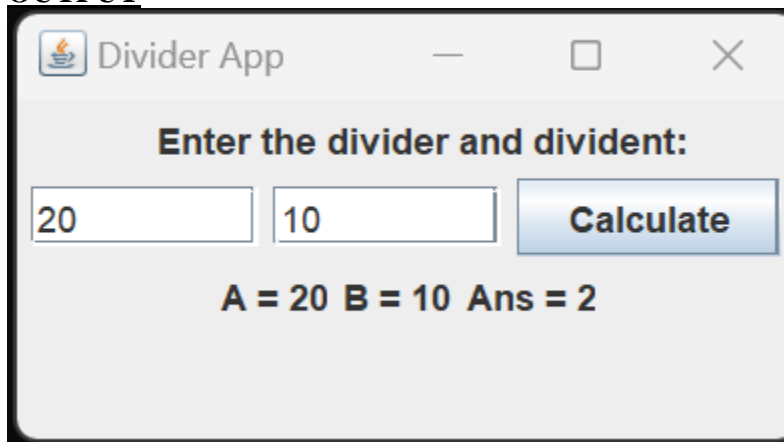 Divider App
Enter the divider and divident:
20 10 Calculate
A = 20 B = 10 Ans = 2